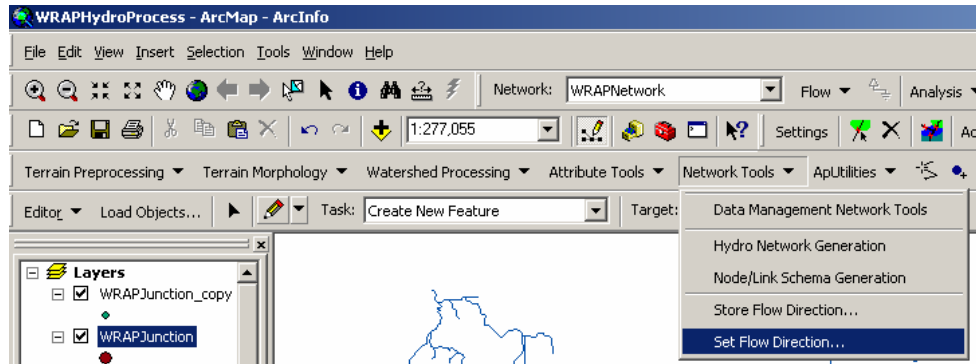 WRAPHydroProcess - ArcMap - ArcInfo
File Edit View Insert Selection Tools Window Help
Network: WRAPNetwork Flow Analysis
1:277,055 Settings
Terrain Preprocessing Terrain Morphology Watershed Processing Attribute Tools Network Tools ApUtilities
Editor Load Objects... Task: Create New Feature Target:
Data Management Network Tools
Hydro Network Generation
Node/Link Schema Generation
Store Flow Direction...
Set Flow Direction...
Layers
WRAPJunction_copy
WRAPJunction